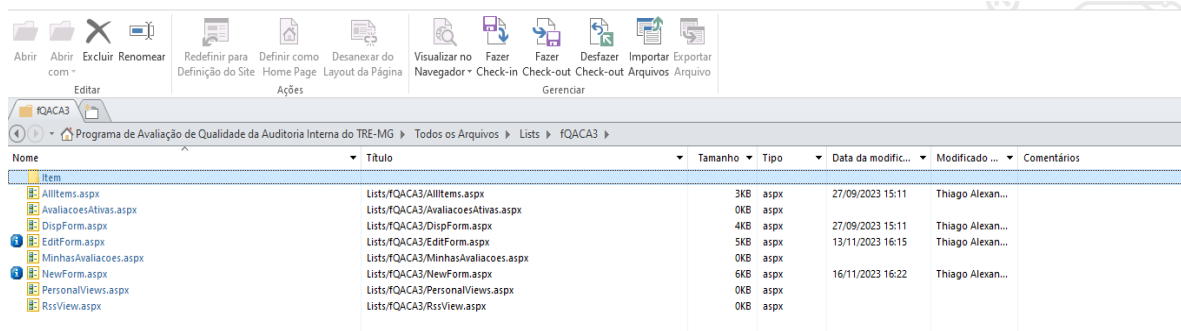 Abrir Abrir com Excluir Renomear Redefinir para Definição do Site Definir como Home Page Desanexar do Layout da Página Visualizar no Navegador Fazer Check-in Fazer Check-out Desfazer Check-out Importar Arquivos Exportar Arquivo
Editar Ações Gerenciar
fQACA3
Programa de Avaliação de Qualidade da Auditoria Interna do TRE-MG Todos os Arquivos Lists fQACA3
Nome Título Tamanho Tipo Data da modific... Modificado ... Comentários
Item
AllItems.aspx Lists/fQACA3/AllItems.aspx 3KB aspx 27/09/2023 15:11 Thiago Alexan...
AvaliacoesAtivas.aspx Lists/fQACA3/AvaliacoesAtivas.aspx 0KB aspx
DispForm.aspx Lists/fQACA3/DispForm.aspx 4KB aspx 27/09/2023 15:11 Thiago Alexan...
EditForm.aspx Lists/fQACA3/EditForm.aspx 5KB aspx 13/11/2023 16:15 Thiago Alexan...
MinhasAvaliacoes.aspx Lists/fQACA3/MinhasAvaliacoes.aspx 0KB aspx
NewForm.aspx Lists/fQACA3/NewForm.aspx 6KB aspx 16/11/2023 16:22 Thiago Alexan...
PersonalViews.aspx Lists/fQACA3/PersonalViews.aspx 0KB aspx
RssView.aspx Lists/fQACA3/RssView.aspx 0KB aspx